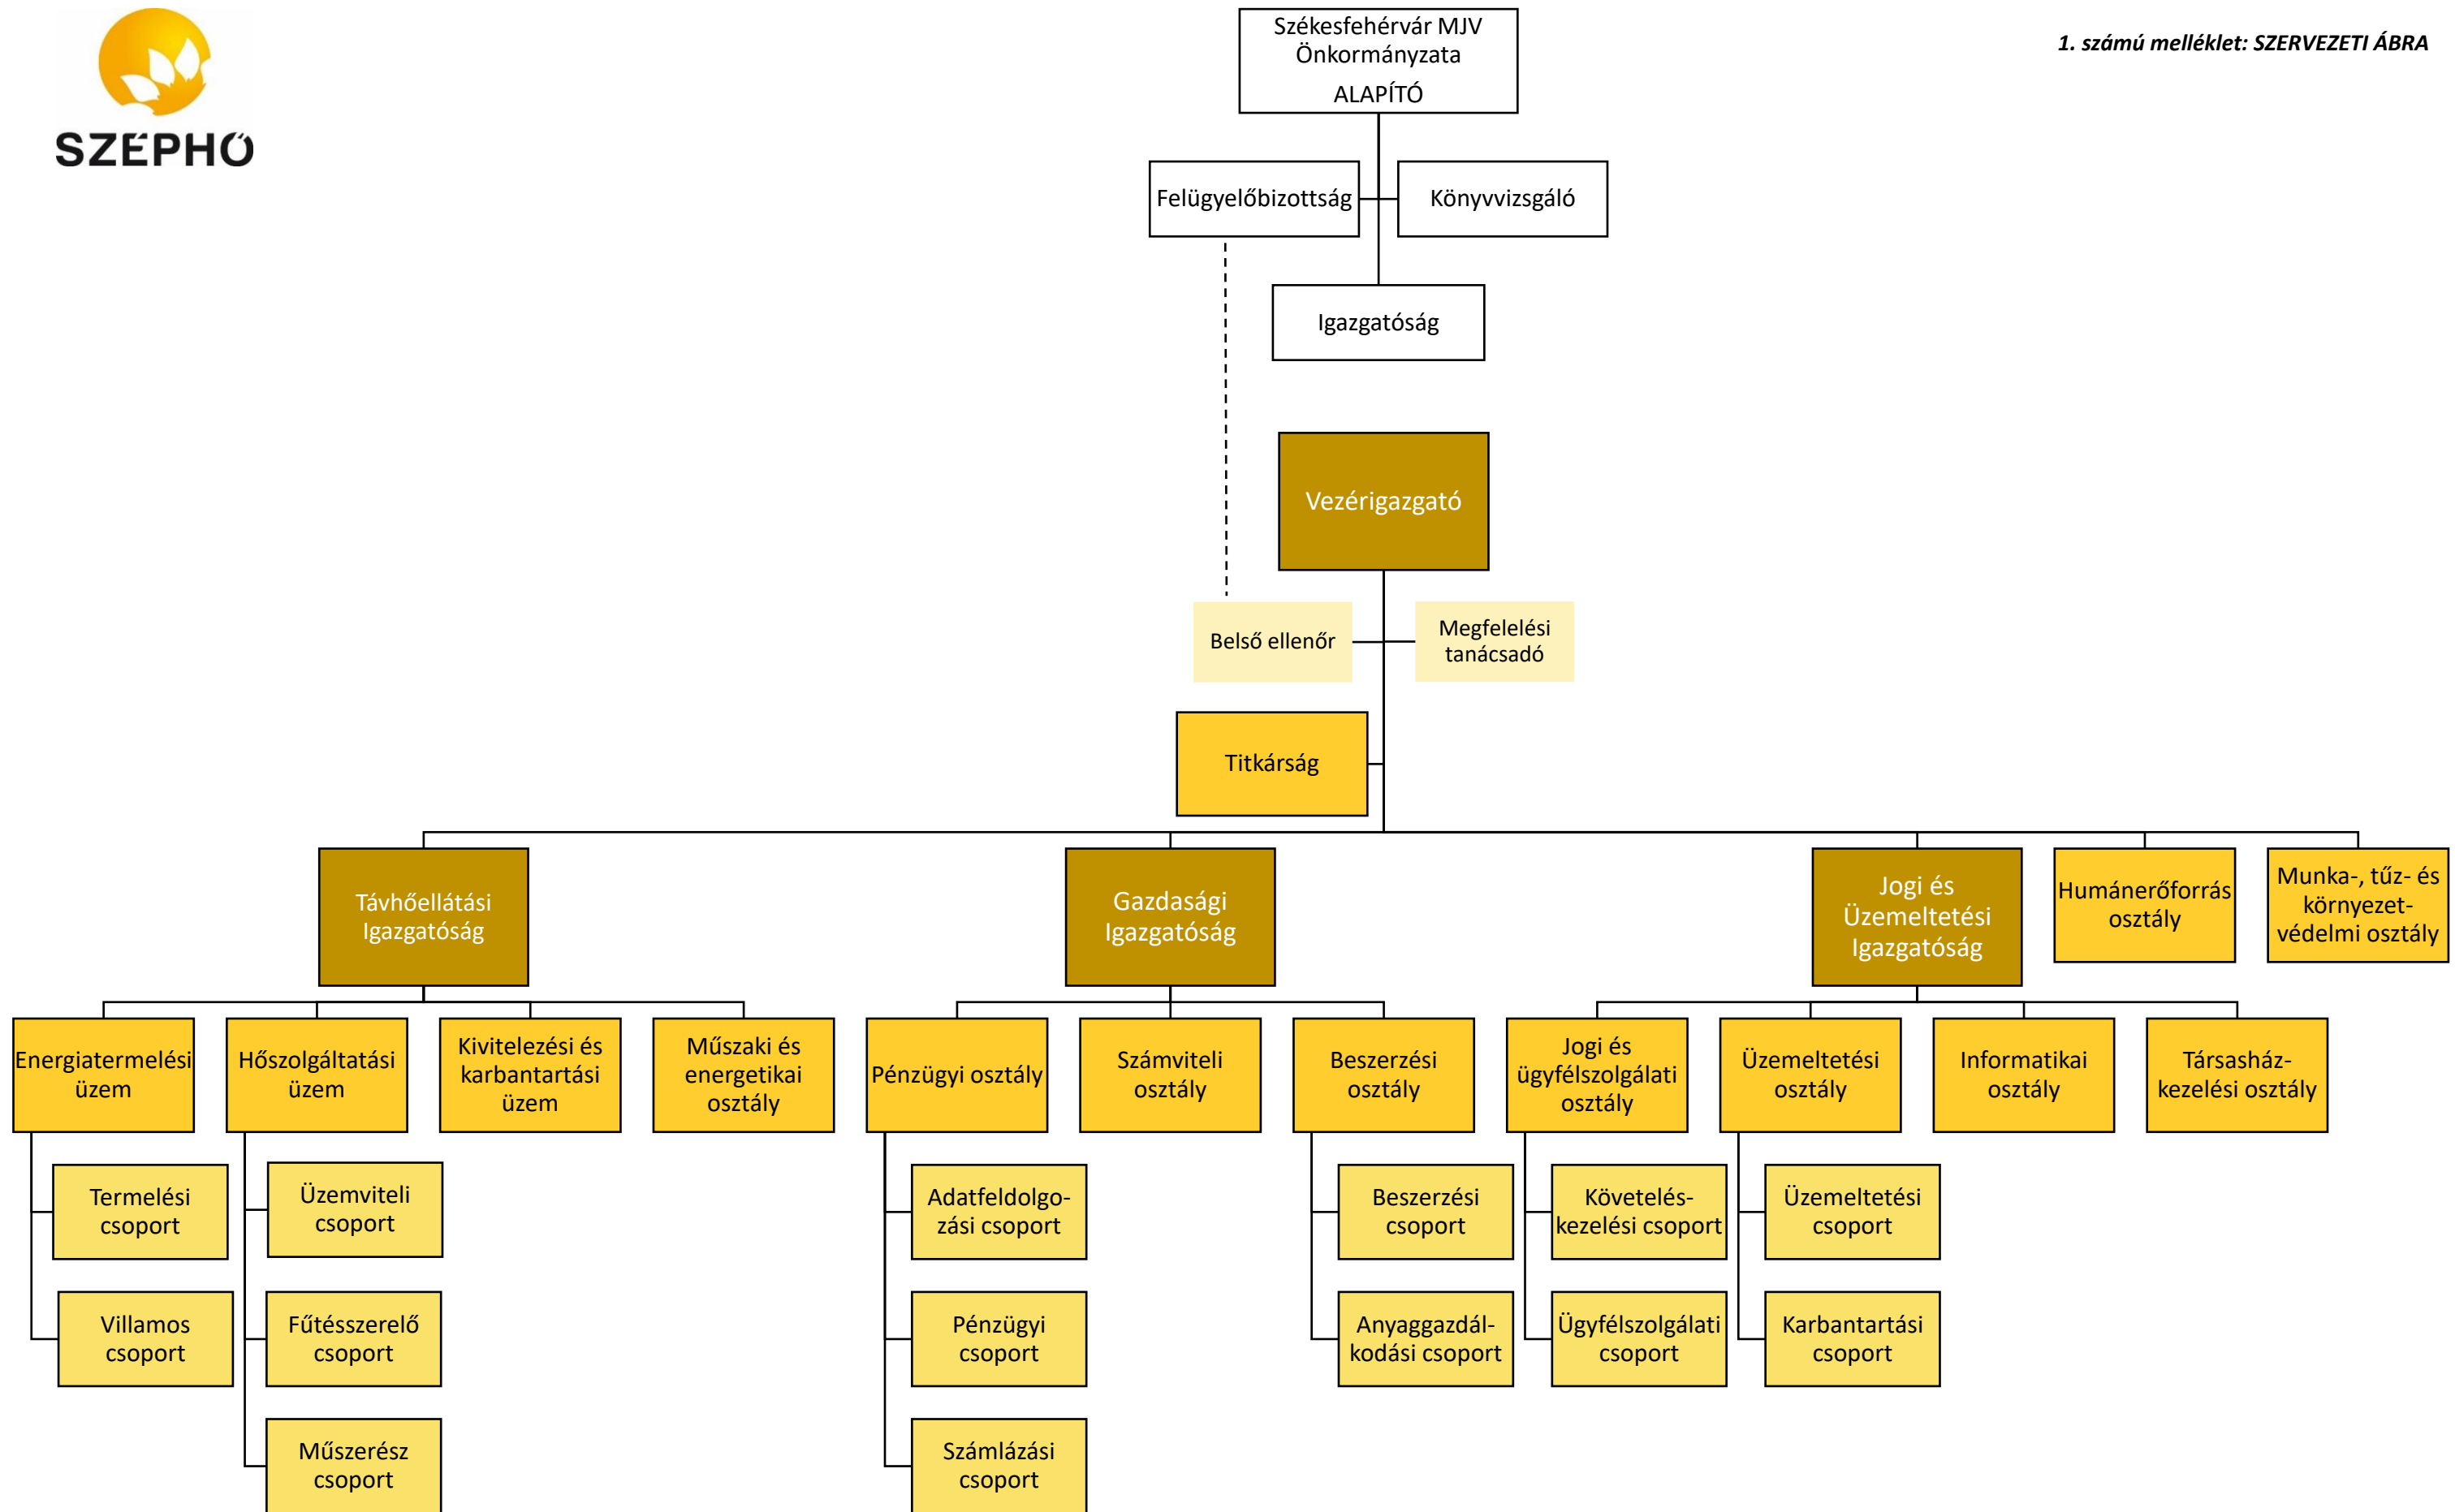 SZÉPHŐ
1. számú melléklet: SZERVEZETI ÁBRA
Székesfehérvár MJV
Önkormányzata
ALAPÍTÓ
Felügyelőbizottság
Könyvvizsgáló
Igazgatóság
Vezérigazgató
Belső ellenőr
Megfelelési
tanácsadó
Titkárság
Távhőellátási
Igazgatóság
Gazdasági
Igazgatóság
Jogi és
Üzemeltetési
Igazgatóság
Humánerőforrás
osztály
Munka-, tűz- és
környezet-
védelmi osztály
Energiatermelési
üzem
Hőszolgáltatási
üzem
Kivitelezési és
karbantartási
üzem
Műszaki és
energetikai
osztály
Pénzügyi osztály
Számviteli
osztály
Beszerzési
osztály
Jogi és
ügyfélszolgálati
osztály
Üzemeltetési
osztály
Informatikai
osztály
Társasház-
kezelési osztály
Termelési
csoport
Üzemviteli
csoport
Adatfeldolgo-
zási csoport
Beszerzési
csoport
Követelés-
kezelési csoport
Üzemeltetési
csoport
Villamos
csoport
Fűtésszerelő
csoport
Pénzügyi
csoport
Anyaggazdál-
kodási csoport
Ügyfélszolgálati
csoport
Karbantartási
csoport
Műszerész
csoport
Számlázási
csoport